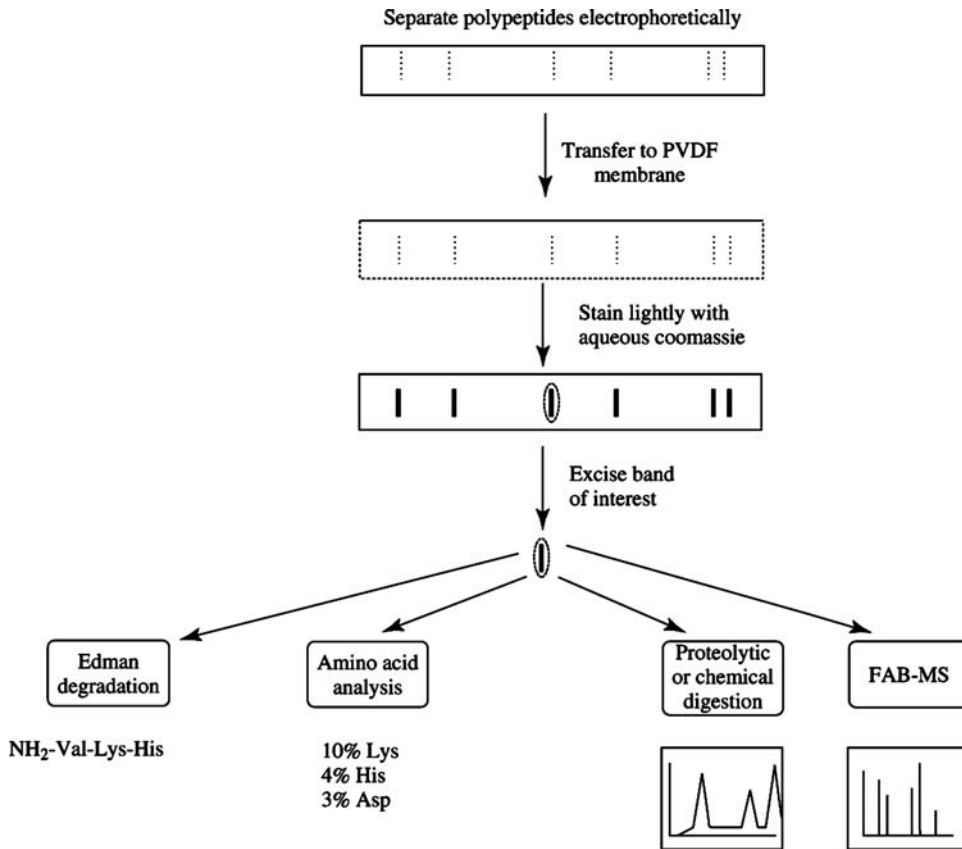 Separate polypeptides electrophoretically
Transfer to PVDF
membrane
Stain lightly with
aqueous coomassie
Excise band
of interest
Edman
degradation
Amino acid
analysis
Proteolytic
or chemical
digestion
FAB-MS
NH₂-Val-Lys-His
10% Lys
4% His
3% Asp